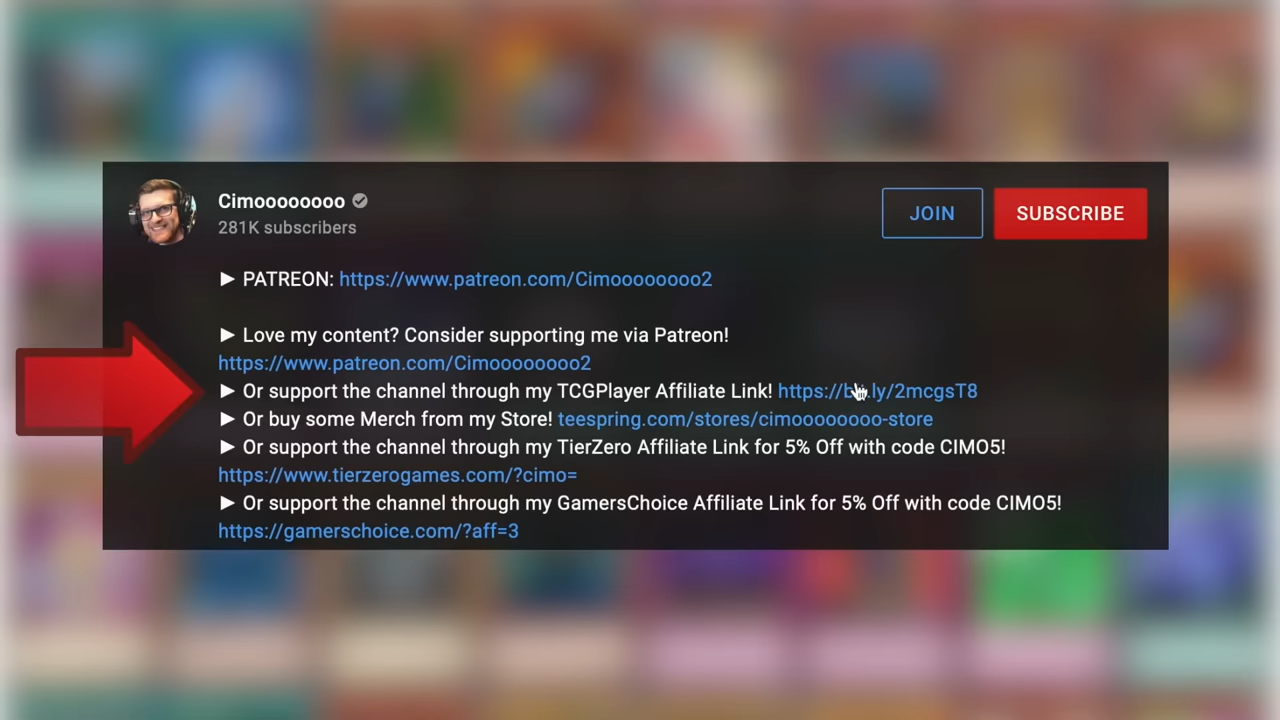 Cimoooooooo
281K subscribers
JOIN
SUBSCRIBE
► PATREON: https://www.patreon.com/Cimoooooooo2
► Love my content? Consider supporting me via Patreon!
https://www.patreon.com/Cimoooooooo2
► Or support the channel through my TCGPlayer Affiliate Link! https://bit.ly/2mcgsT8
► Or buy some Merch from my Store! teespring.com/stores/cimoooooooo-store
► Or support the channel through my TierZero Affiliate Link for 5% Off with code CIMO5!
https://www.tierzerogames.com/?cimo=
► Or support the channel through my GamersChoice Affiliate Link for 5% Off with code CIMO5!
https://gamerschoice.com/?aff=3